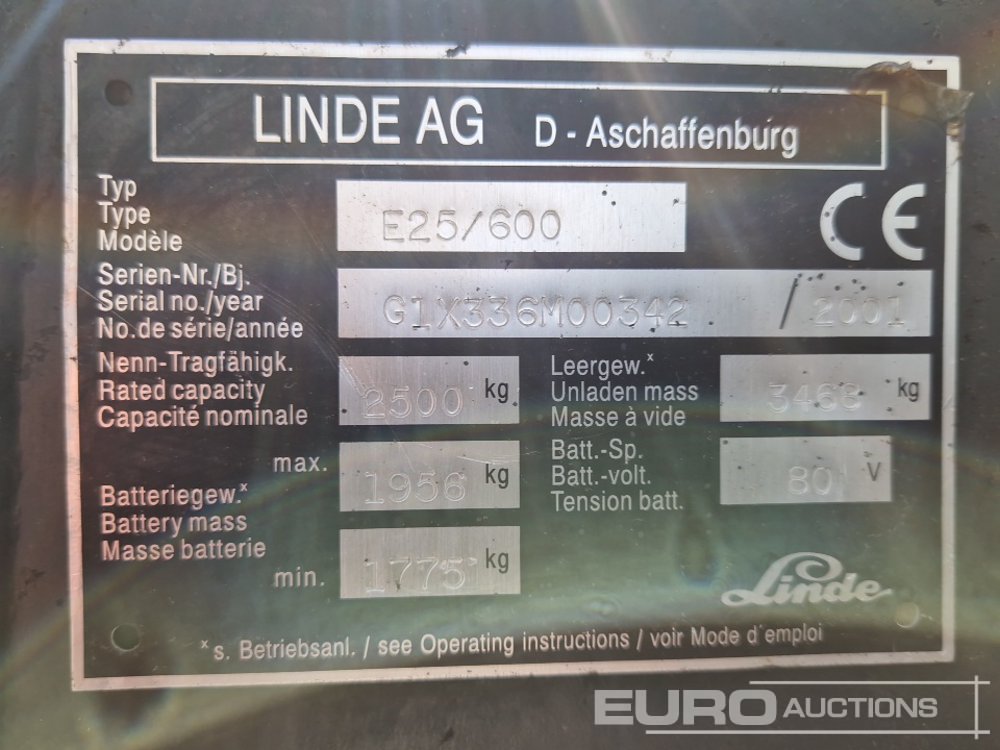 LINDE AG D - Aschaffenburg
Typ
Type
Modèle
E25/600
CE
Serien-Nr./Bj.
Serial no./year
No.de série/année
G1X336M00342 / 2001
Nenn-Tragfähigk.
Rated capacity
Capacité nominale
2500 kg
Leergew.x
Unladen mass
Masse à vide
3468 kg
max.
1956 kg
Batteriegew.x
Battery mass
Masse batterie
min.
1775 kg
Batt.-Sp.
Batt.-volt.
Tension batt.
80 V
Linde
x s. Betriebsanl. / see Operating instructions / voir Mode d'emploi
EURO AUCTIONS